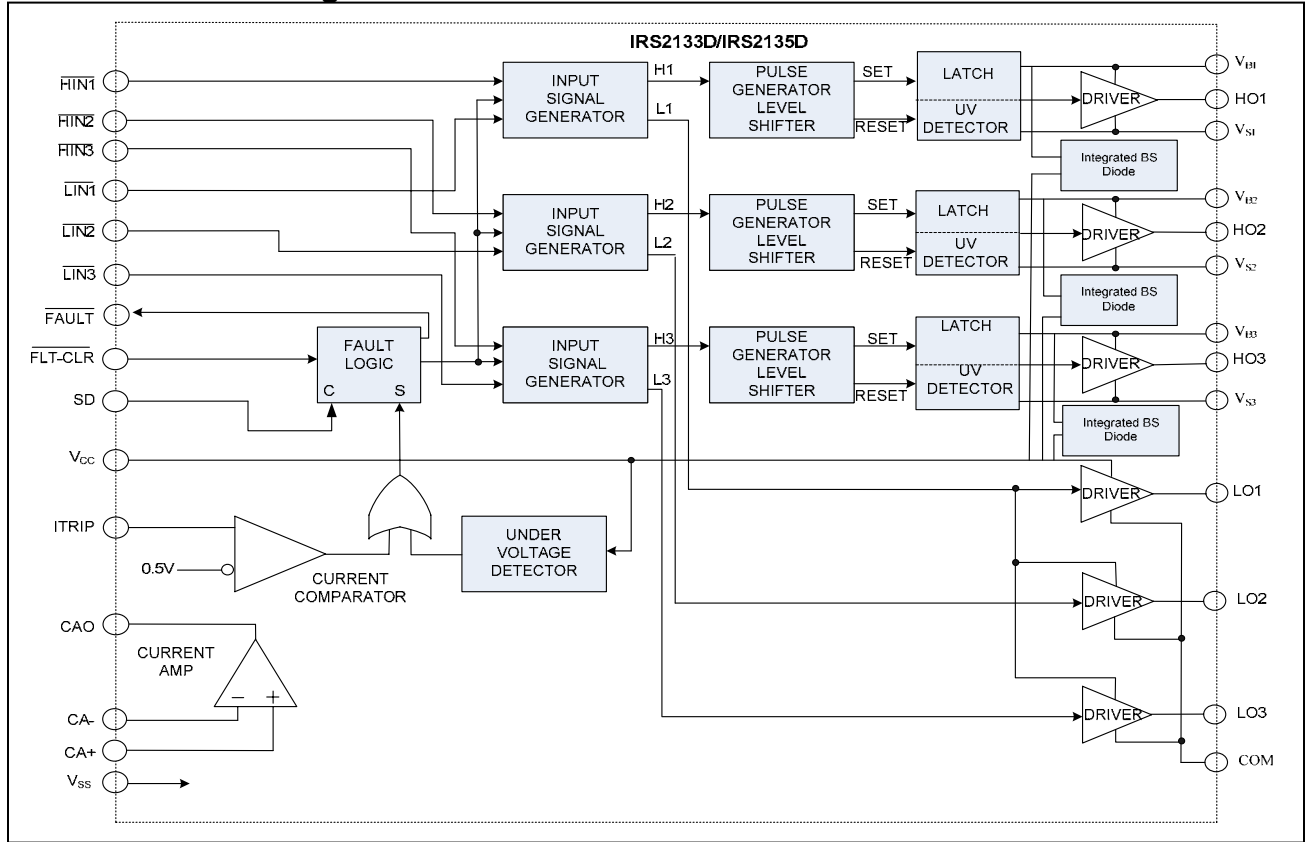 IRS2133D/IRS2135D
HIN1
HIN2
HIN3
LIN1
LIN2
LIN3
FAULT
FLT-CLR
SD
VCC
ITRIP
0.5V
CAO
CA-
CA+
VSS
INPUT
SIGNAL
GENERATOR
H1
L1
PULSE
GENERATOR
LEVEL
SHIFTER
SET
RESET
LATCH
UV
DETECTOR
DRIVER
VB1
HO1
VS1
Integrated BS
Diode
INPUT
SIGNAL
GENERATOR
H2
L2
PULSE
GENERATOR
LEVEL
SHIFTER
SET
RESET
LATCH
UV
DETECTOR
DRIVER
VB2
HO2
VS2
Integrated BS
Diode
FAULT
LOGIC
C S
INPUT
SIGNAL
GENERATOR
H3
L3
PULSE
GENERATOR
LEVEL
SHIFTER
SET
RESET
LATCH
UV
DETECTOR
DRIVER
VB3
HO3
VS3
Integrated BS
Diode
UNDER
VOLTAGE
DETECTOR
CURRENT
COMPARATOR
CURRENT
AMP
− +
DRIVER
LO1
DRIVER
LO2
DRIVER
LO3
COM